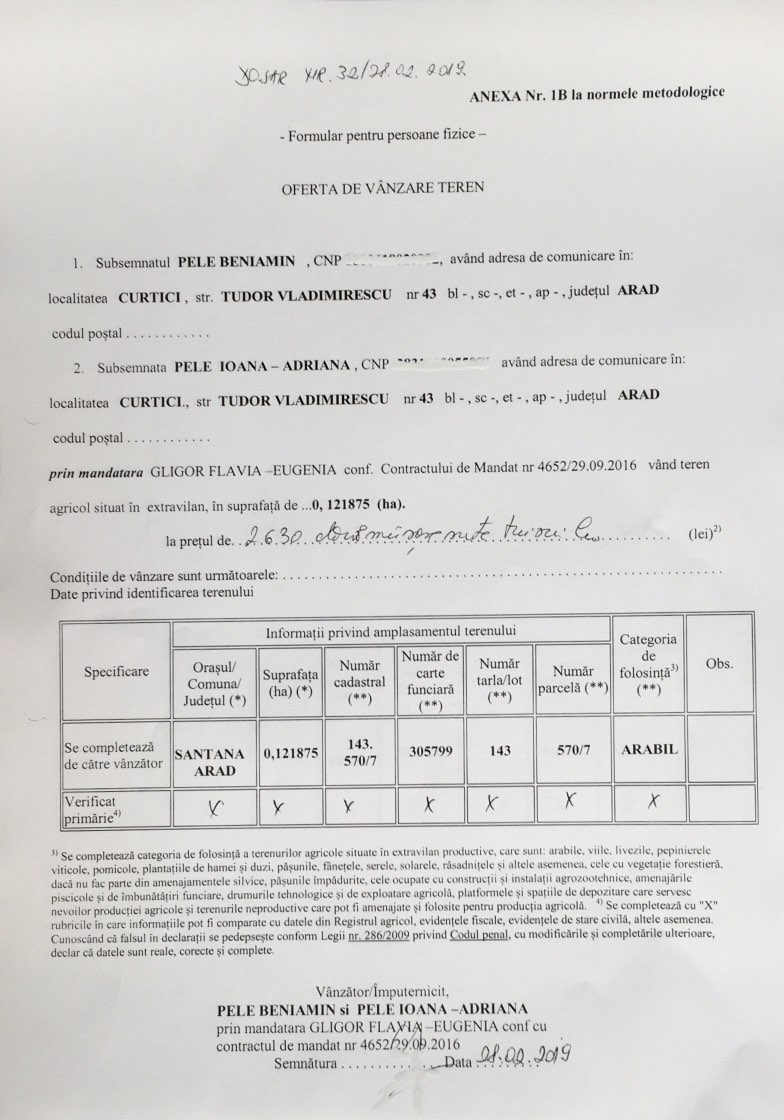 DOSAR NR. 32/28.02.2019
ANEXA Nr. 1B la normele metodologice
- Formular pentru persoane fizice –
OFERTA DE VÂNZARE TEREN
1. Subsemnatul PELE BENIAMIN , CNP , având adresa de comunicare în:
localitatea CURTICI , str. TUDOR VLADIMIRESCU nr 43 bl - , sc -, et - , ap - , județul ARAD
codul poștal . . . . . . . . . . . .
2. Subsemnata PELE IOANA – ADRIANA , CNP având adresa de comunicare în:
localitatea CURTICI., str TUDOR VLADIMIRESCU nr 43 bl - , sc -, et - , ap - , județul ARAD
codul poștal . . . . . . . . . . . .
prin mandatara GLIGOR FLAVIA –EUGENIA conf. Contractului de Mandat nr 4652/29.09.2016 vând teren
agricol situat în extravilan, în suprafață de ...0, 121875 (ha).
la prețul de. . 2.630 două mii șase sute treizeci lei . . . . . . . . . . (lei)2)
Condițiile de vânzare sunt următoarele: . . . . . . . . . . . . . . . . . . . . . . . . . . . . . . . . . . . . . . . . . . . . . . . . . . . . . . .
Date privind identificarea terenului
Specificare
Informații privind amplasamentul terenului
Orașul/
Comuna/
Județul (*)
Suprafața
(ha) (*)
Număr
cadastral
(**)
Număr de
carte
funciară
(**)
Număr
tarla/lot
(**)
Număr
parcelă (**)
Categoria
de
folosință3)
(**)
Obs.
Se completează
de către vânzător
SANTANA
ARAD
0,121875
143.
570/7
305799
143
570/7
ARABIL
Verificat
primărie4)
X X X X X X X
3) Se completează categoria de folosință a terenurilor agricole situate în extravilan productive, care sunt: arabile, viile, livezile, pepinierele
viticole, pomicole, plantațiile de hamei și duzi, pășunile, fânețele, serele, solarele, răsadnițele și altele asemenea, cele cu vegetație forestieră,
dacă nu fac parte din amenajamentele silvice, pășunile împădurite, cele ocupate cu construcții și instalații agrozootehnice, amenajările
piscicole și de îmbunătățiri funciare, drumurile tehnologice și de exploatare agricolă, platformele și spațiile de depozitare care servesc
nevoilor producției agricole și terenurile neproductive care pot fi amenajate și folosite pentru producția agricolă. 4) Se completează cu "X"
rubricile în care informațiile pot fi comparate cu datele din Registrul agricol, evidențele fiscale, evidențele de stare civilă, altele asemenea.
Cunoscând că falsul în declarații se pedepsește conform Legii nr. 286/2009 privind Codul penal, cu modificările și completările ulterioare,
declar că datele sunt reale, corecte și complete.
Vânzător/Împuternicit,
PELE BENIAMIN si PELE IOANA –ADRIANA
prin mandatara GLIGOR FLAVIA –EUGENIA conf cu
contractul de mandat nr 4652/29.09.2016
Semnătura . . . . . . . . . . Data 28.02.2019